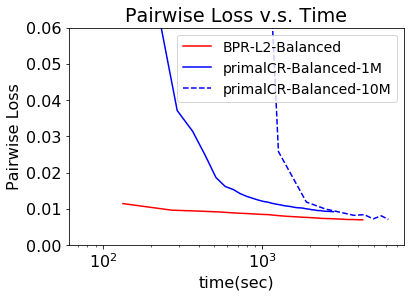 Pairwise Loss v.s. Time
BPR-L2-Balanced
primalCR-Balanced-1M
primalCR-Balanced-10M
Pairwise Loss
0.06
0.05
0.04
0.03
0.02
0.01
0.00
10²
10³
time(sec)